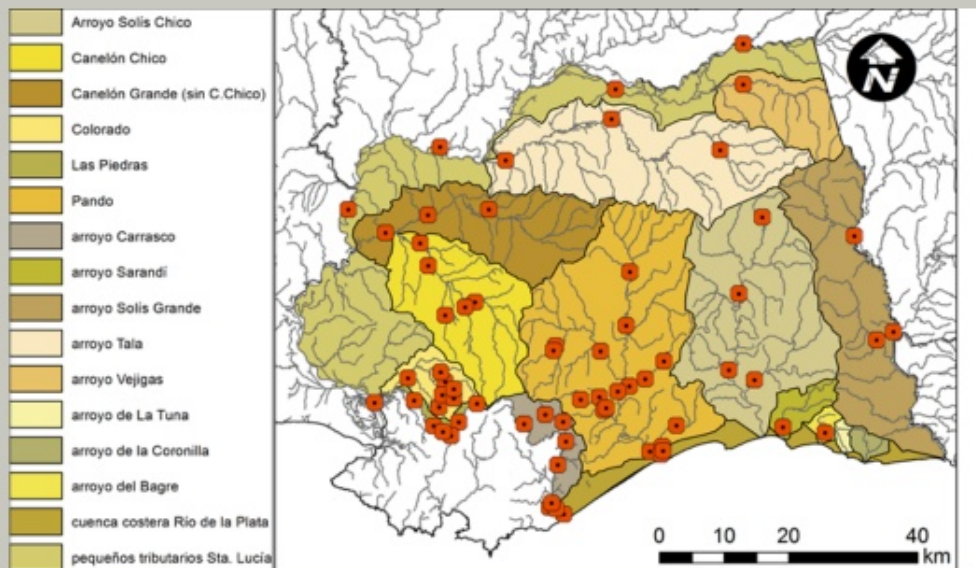 Arroyo Solís Chico
Canelón Chico
Canelón Grande (sin C.Chico)
Colorado
Las Piedras
Pando
arroyo Carrasco
arroyo Sarandí
arroyo Solís Grande
arroyo Tala
arroyo Vejigas
arroyo de La Tuna
arroyo de la Coronilla
arroyo del Bagre
cuenca costera Río de la Plata
pequeños tributarios Sta. Lucía
N
0 10 20 40
km